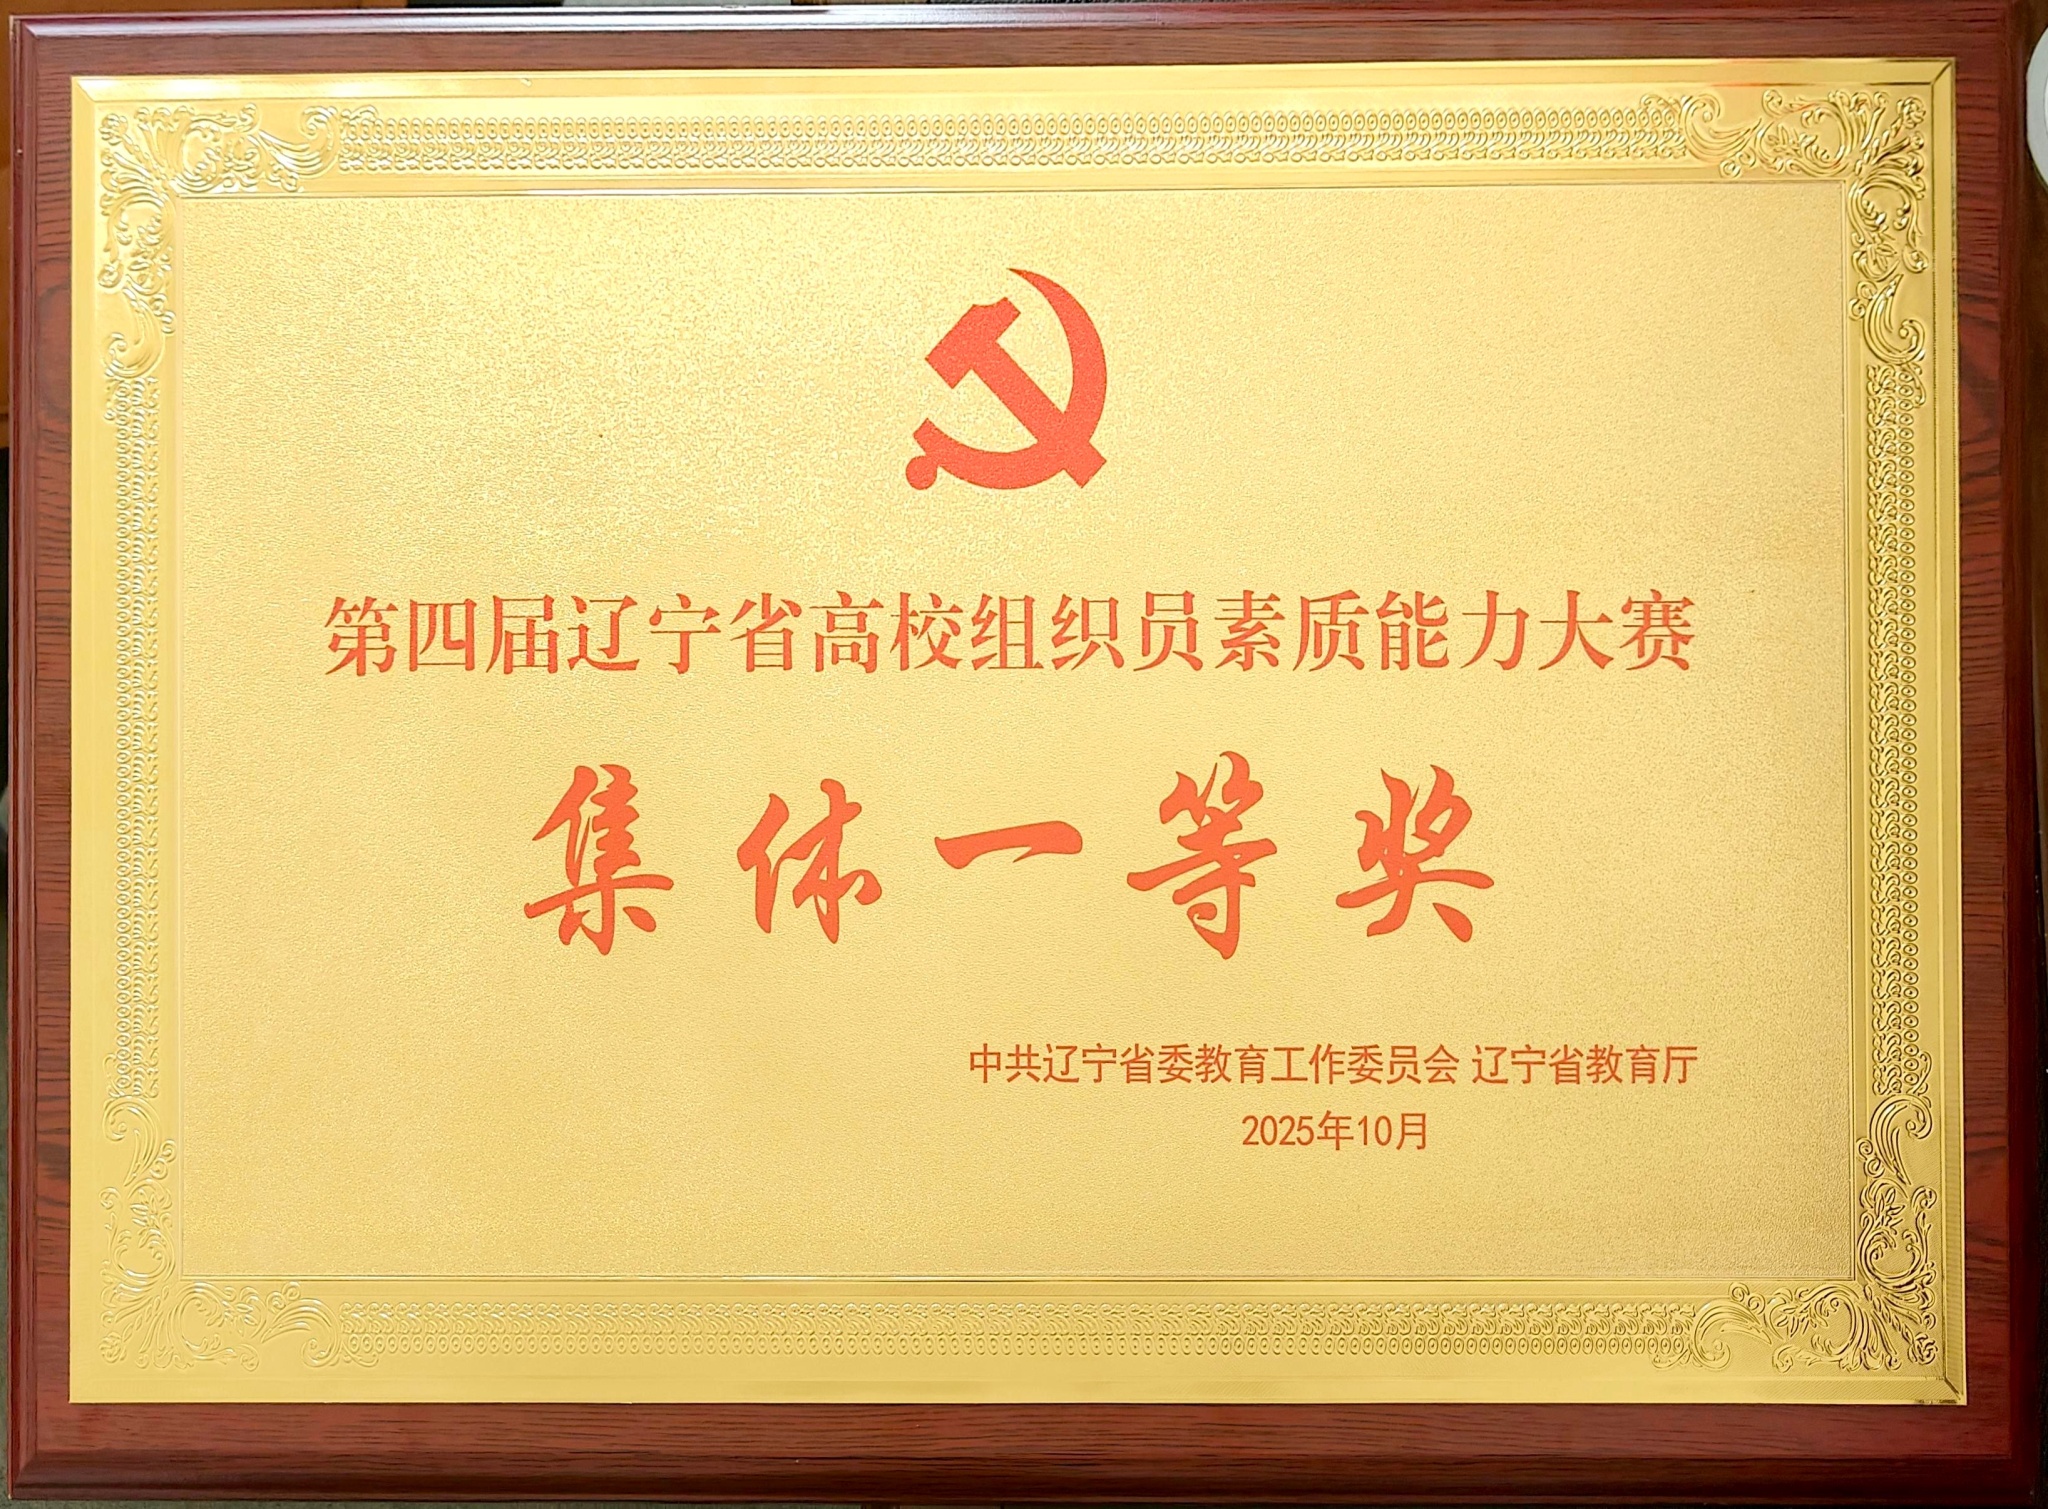 第四届辽宁省高校组织员素质能力大赛
集体一等奖
中共辽宁省委教育工作委员会 辽宁省教育厅
2025年10月